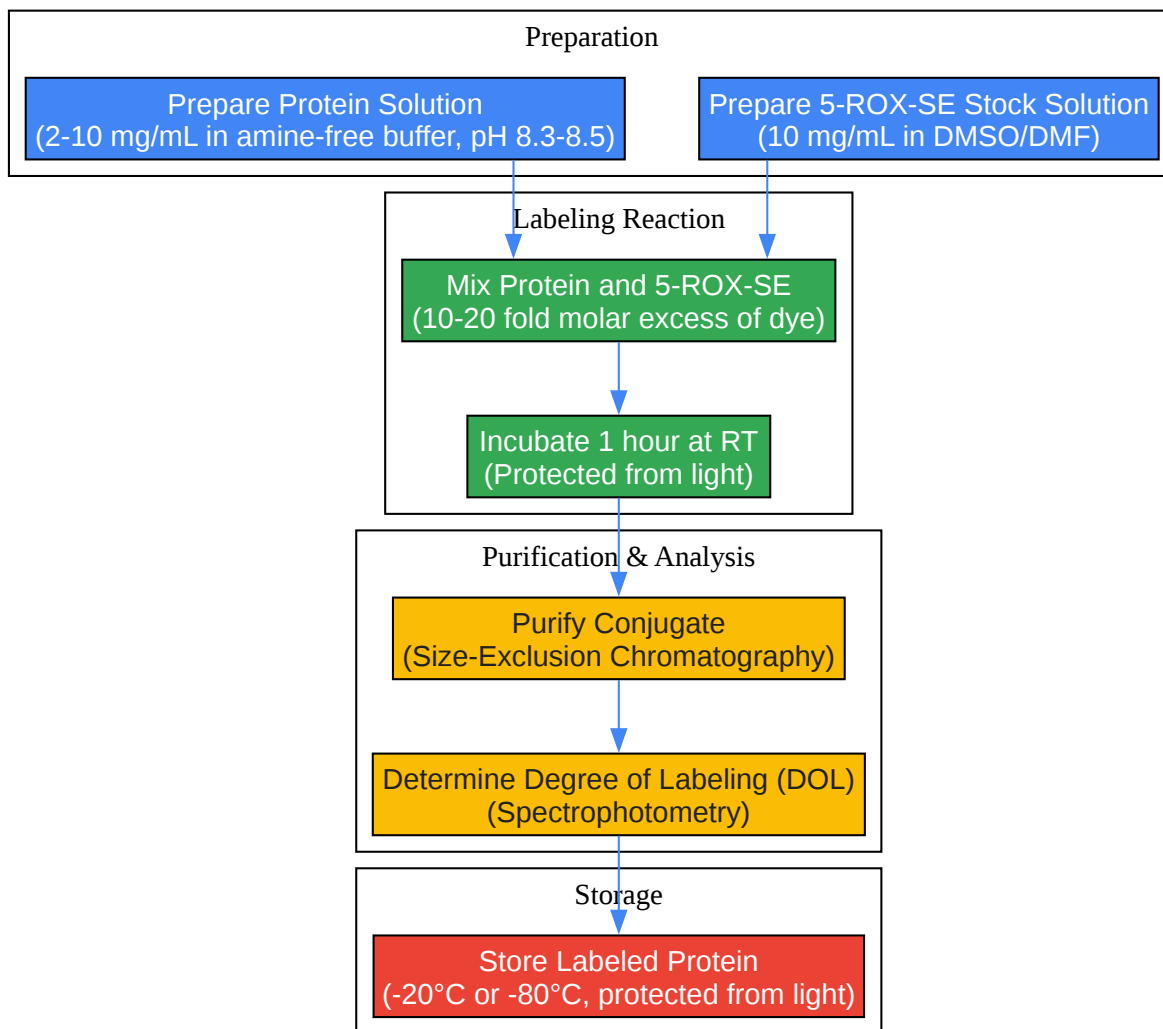 Preparation
Prepare Protein Solution
(2-10 mg/mL in amine-free buffer, pH 8.3-8.5)
Prepare 5-ROX-SE Stock Solution
(10 mg/mL in DMSO/DMF)
Labeling Reaction
Mix Protein and 5-ROX-SE
(10-20 fold molar excess of dye)
Incubate 1 hour at RT
(Protected from light)
Purification & Analysis
Purify Conjugate
(Size-Exclusion Chromatography)
Determine Degree of Labeling (DOL)
(Spectrophotometry)
Storage
Store Labeled Protein
(-20°C or -80°C, protected from light)